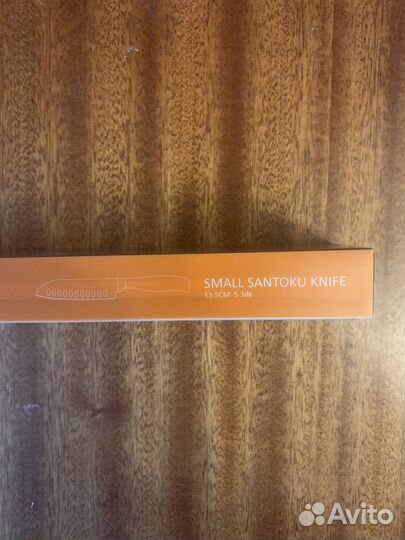 SMALL SANTOKU KNIFE
13.5CM 5.3IN
Avito